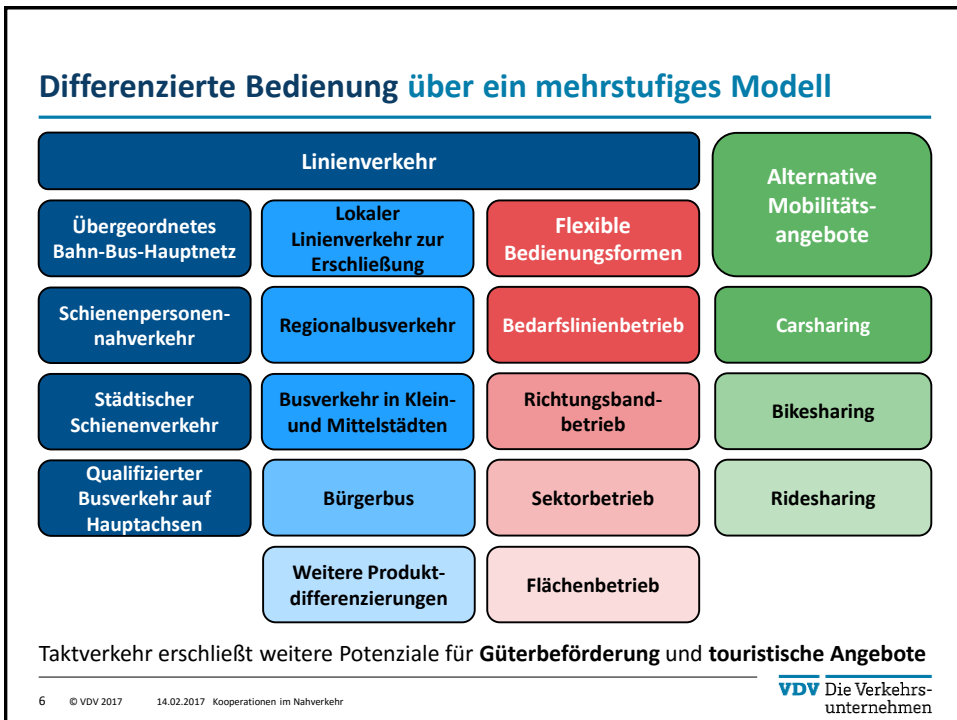 Differenzierte Bedienung über ein mehrstufiges Modell
Linienverkehr
Alternative
Mobilitäts-
angebote
Übergeordnetes
Bahn-Bus-Hauptnetz
Lokaler
Linienverkehr zur
Erschließung
Flexible
Bedienungsformen
Schienenpersonen-
nahverkehr
Regionalbusverkehr
Bedarfslinienbetrieb
Carsharing
Städtischer
Schienenverkehr
Busverkehr in Klein-
und Mittelstädten
Richtungsband-
betrieb
Bikesharing
Qualifizierter
Busverkehr auf
Hauptachsen
Bürgerbus
Sektorbetrieb
Ridesharing
Weitere Produkt-
differenzierungen
Flächenbetrieb
Taktverkehr erschließt weitere Potenziale für Güterbeförderung und touristische Angebote
6 © VDV 2017 14.02.2017 Kooperationen im Nahverkehr
VDV Die Verkehrs-
unternehmen